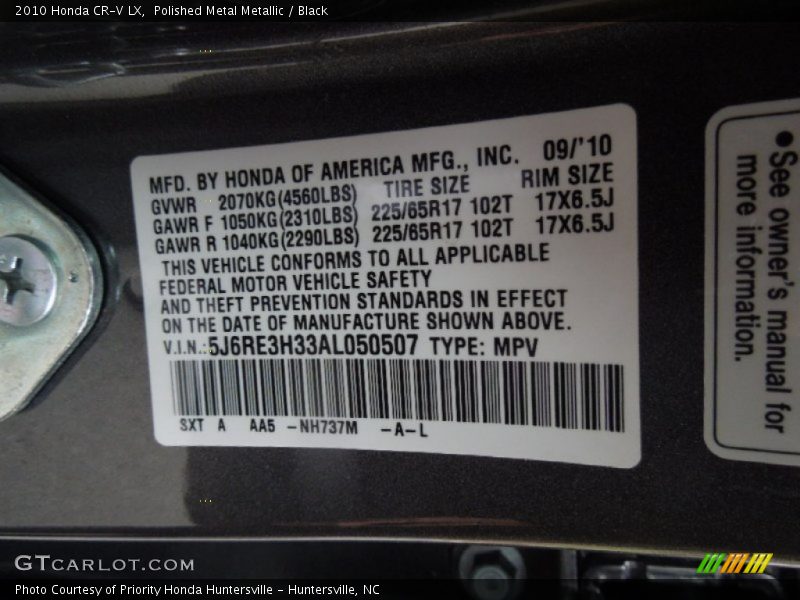 2010 Honda CR-V LX,  Polished Metal Metallic / Black
MFD. BY HONDA OF AMERICA MFG., INC. 09/'10
GVWR 2070KG(4560LBS) TIRE SIZE RIM SIZE
GAWR F 1050KG(2310LBS) 225/65R17 102T 17X6.5J
GAWR R 1040KG(2290LBS) 225/65R17 102T 17X6.5J
THIS VEHICLE CONFORMS TO ALL APPLICABLE
FEDERAL MOTOR VEHICLE SAFETY
AND THEFT PREVENTION STANDARDS IN EFFECT
ON THE DATE OF MANUFACTURE SHOWN ABOVE.
V.I.N.:5J6RE3H33AL050507 TYPE: MPV
SXT A AA5 -NH737M -A-L
●See owner's manual for
more information.
GTCARLOT.COM
Photo Courtesy of Priority Honda Huntersville - Huntersville, NC